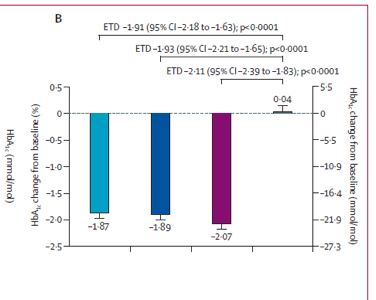 B
ETD −1·91 (95% CI −2·18 to −1·63); p<0·0001
ETD −1·93 (95% CI −2·21 to −1·65); p<0·0001
ETD −2·11 (95% CI −2·39 to −1·83); p<0·0001
HbA1c (mmol/mol)
HbA1c change from baseline (%)
0·5
0
−0·5
−1·0
−1·5
−2·0
−2·5
−1·87
−1·89
−2·07
0·04
5·5
0
−5·5
−10·9
−16·4
−21·9
−27·3
HbA1c change from baseline (mmol/mol)